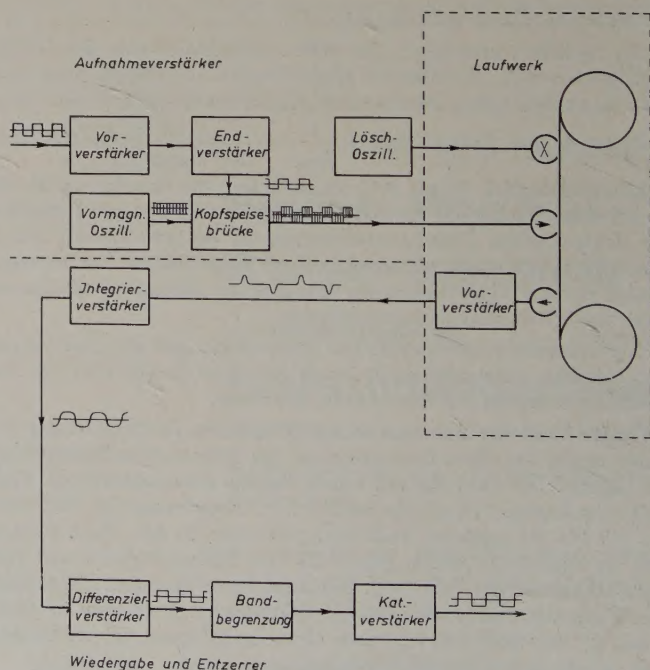 Aufnahmeverstärker
Laufwerk
Vor-
verstärker
End-
verstärker
Lösch-
Oszill.
Vormagn.
Oszill.
Kopfspeise-
brücke
Jntegrier-
verstärker
Vor-
verstärker
Differenzier-
verstärker
Band-
begrenzung
Kat.-
verstärker
Wiedergabe und Entzerrer